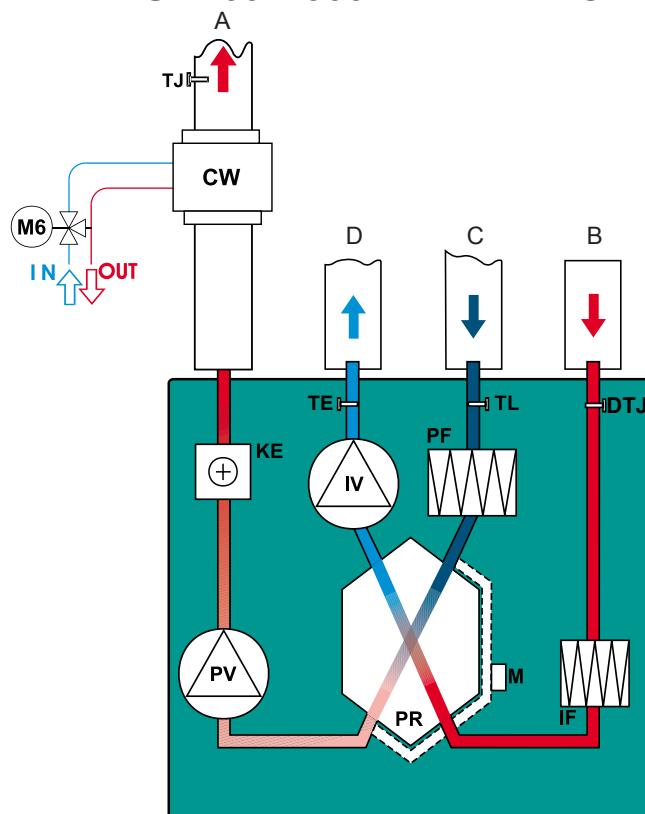 A
TJ
CW
M6
IN OUT
D C B
TE TL DTJ
KE IV PF
PV PR M IF